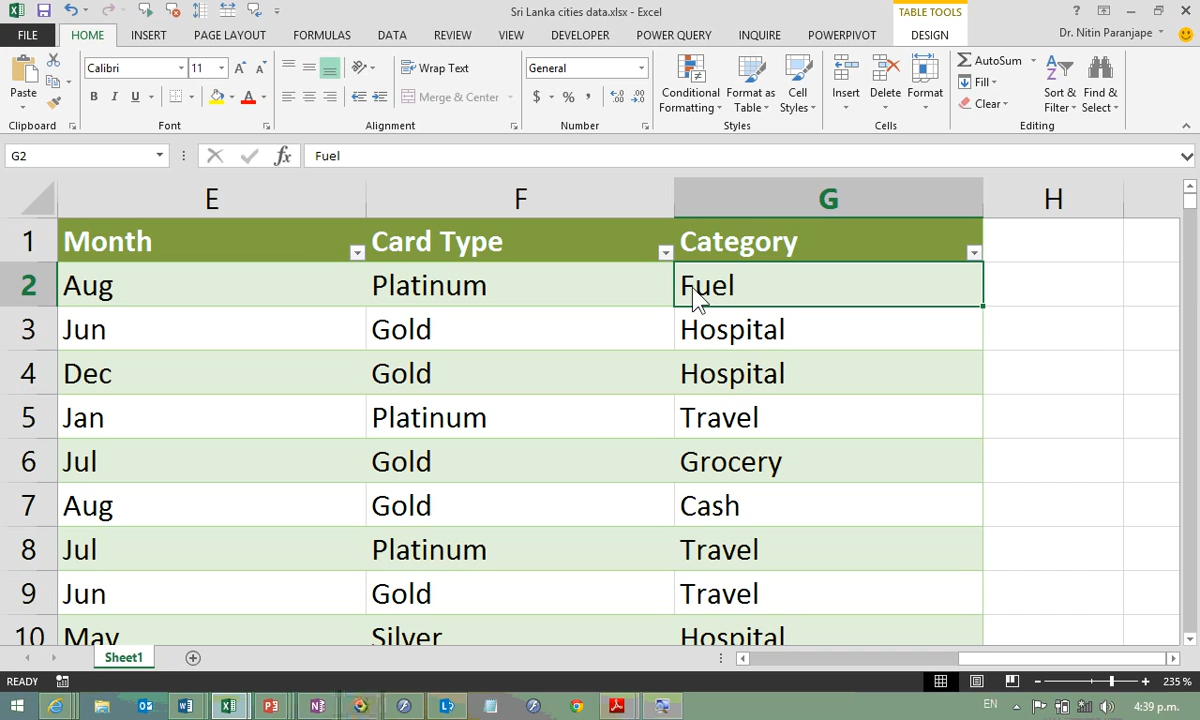 Sri Lanka cities data.xlsx - Excel
TABLE TOOLS
?
FILE
HOME
INSERT
PAGE LAYOUT
FORMULAS
DATA
REVIEW
VIEW
DEVELOPER
POWER QUERY
INQUIRE
POWERPIVOT
DESIGN
Dr. Nitin Paranjape
Paste
Clipboard
Calibri
11
B I U
Font
Wrap Text
Merge & Center
Alignment
General
$ % ,
Number
Conditional Formatting
Format as Table
Cell Styles
Styles
Insert
Delete
Format
Cells
AutoSum
Fill
Clear
Sort & Filter
Find & Select
Editing
G2
fx
Fuel
E F G H
1 Month Card Type Category
2 Aug Platinum Fuel
3 Jun Gold Hospital
4 Dec Gold Hospital
5 Jan Platinum Travel
6 Jul Gold Grocery
7 Aug Gold Cash
8 Jul Platinum Travel
9 Jun Gold Travel
10 May Silver Hospital
Sheet1
READY
235 %
EN
4:39 p.m.